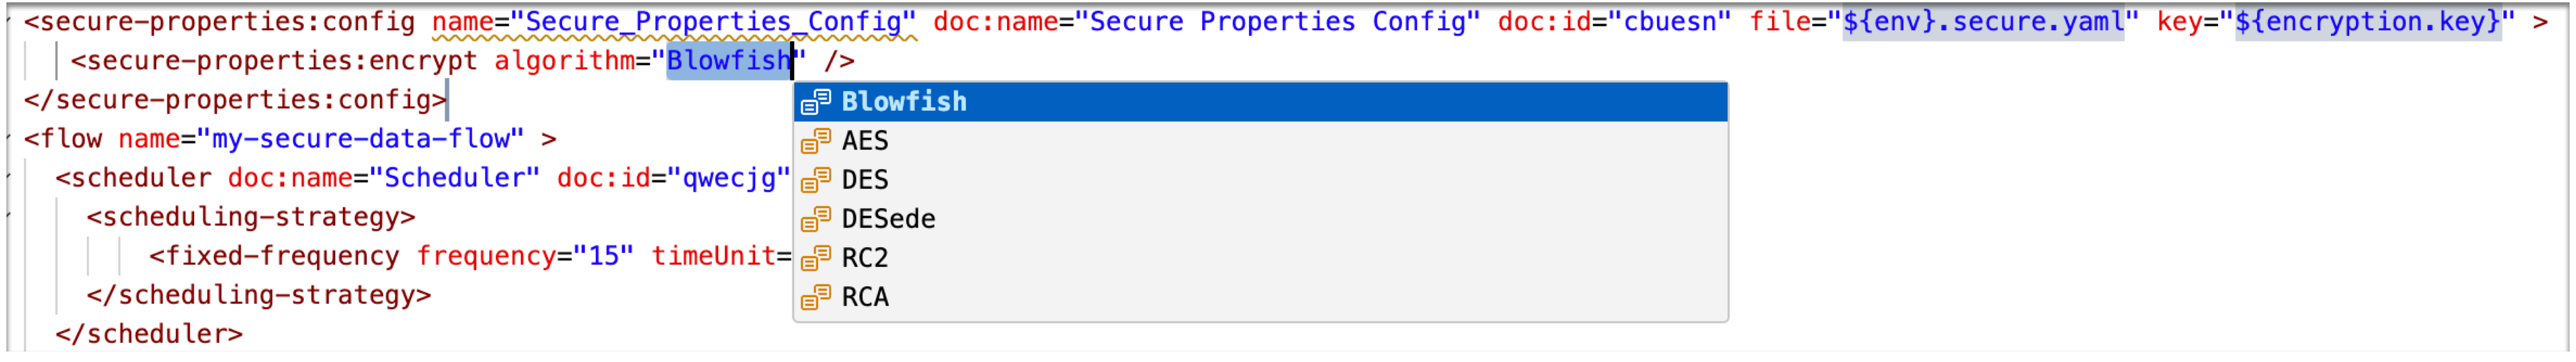 <secure-properties:config name="Secure_Properties_Config" doc:name="Secure Properties Config" doc:id="cbuesn" file="${env}.secure.yaml" key="${encryption.key}" >
<secure-properties:encrypt algorithm="Blowfish" />
</secure-properties:config>
Blowfish
<flow name="my-secure-data-flow" >
AES
<scheduler doc:name="Scheduler" doc:id="qwecjg"
DES
<scheduling-strategy>
DESede
<fixed-frequency frequency="15" timeUnit=
RC2
</scheduling-strategy>
RCA
</scheduler>